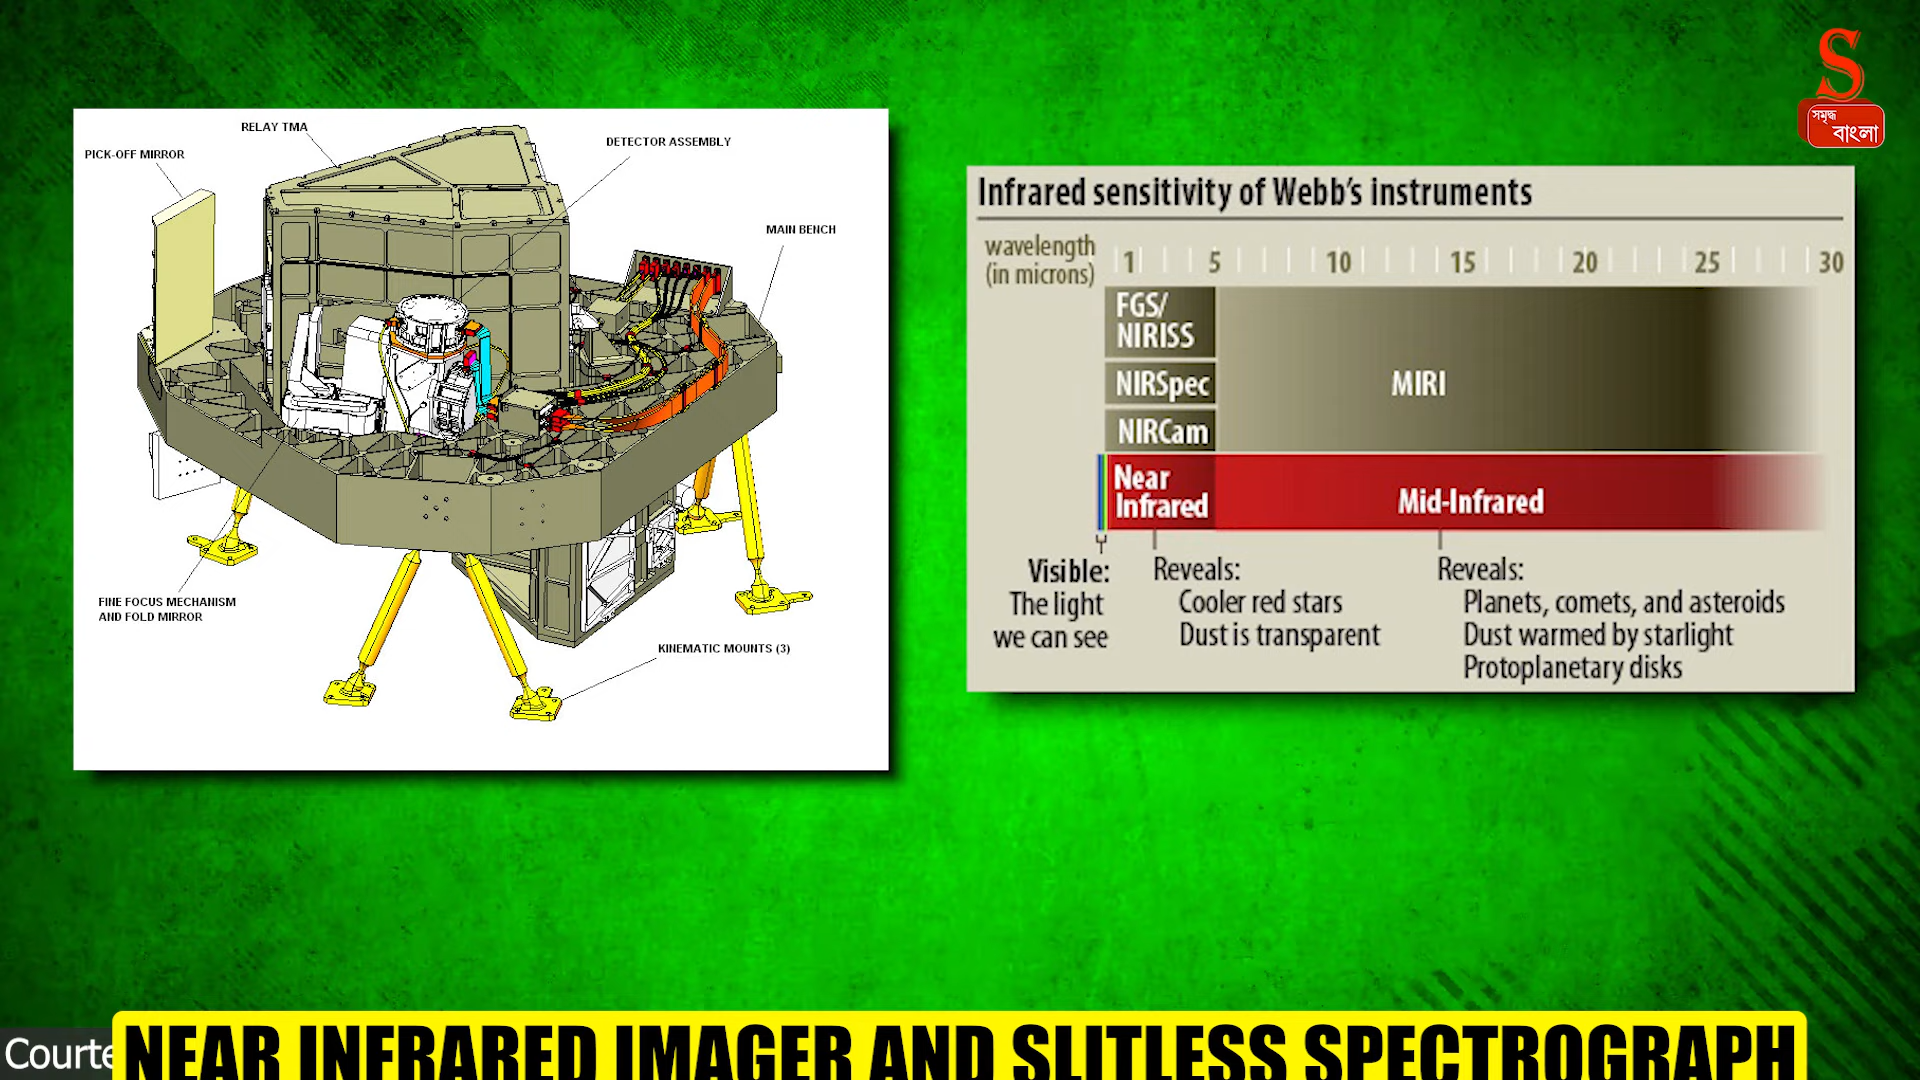 RELAY TMA
DETECTOR ASSEMBLY
PICK-OFF MIRROR
MAIN BENCH
FINE FOCUS MECHANISM
AND FOLD MIRROR
KINEMATIC MOUNTS (3)
সমৃদ্ধ
বাংলা
Infrared sensitivity of Webb's instruments
wavelength
(in microns)
1 5 10 15 20 25 30
FGS/
NIRISS
NIRSpec
MIRI
NIRCam
Near
Infrared
Mid-Infrared
Visible:
The light
we can see
Reveals:
Cooler red stars
Dust is transparent
Reveals:
Planets, comets, and asteroids
Dust warmed by starlight
Protoplanetary disks
Courte
NEAR INFRARED IMAGER AND SLITLESS SPECTROGRAPH